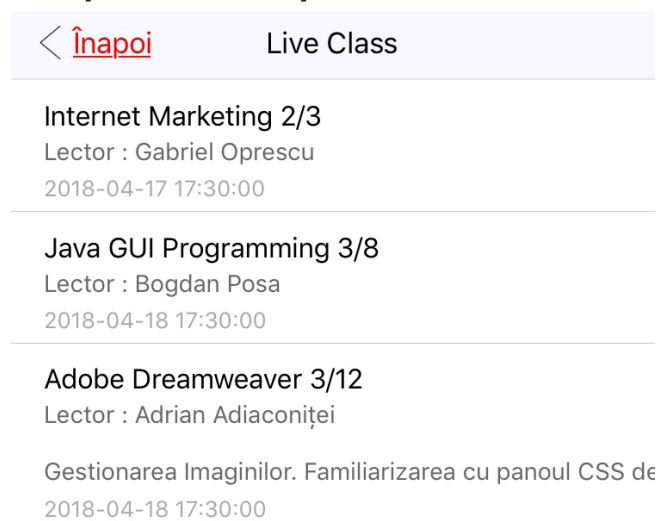 Înapoi Live Class
Internet Marketing 2/3
Lector : Gabriel Oprescu
2018-04-17 17:30:00
Java GUI Programming 3/8
Lector : Bogdan Posa
2018-04-18 17:30:00
Adobe Dreamweaver 3/12
Lector : Adrian Adiaconiței
Gestionarea Imaginilor. Familiarizarea cu panoul CSS de
2018-04-18 17:30:00